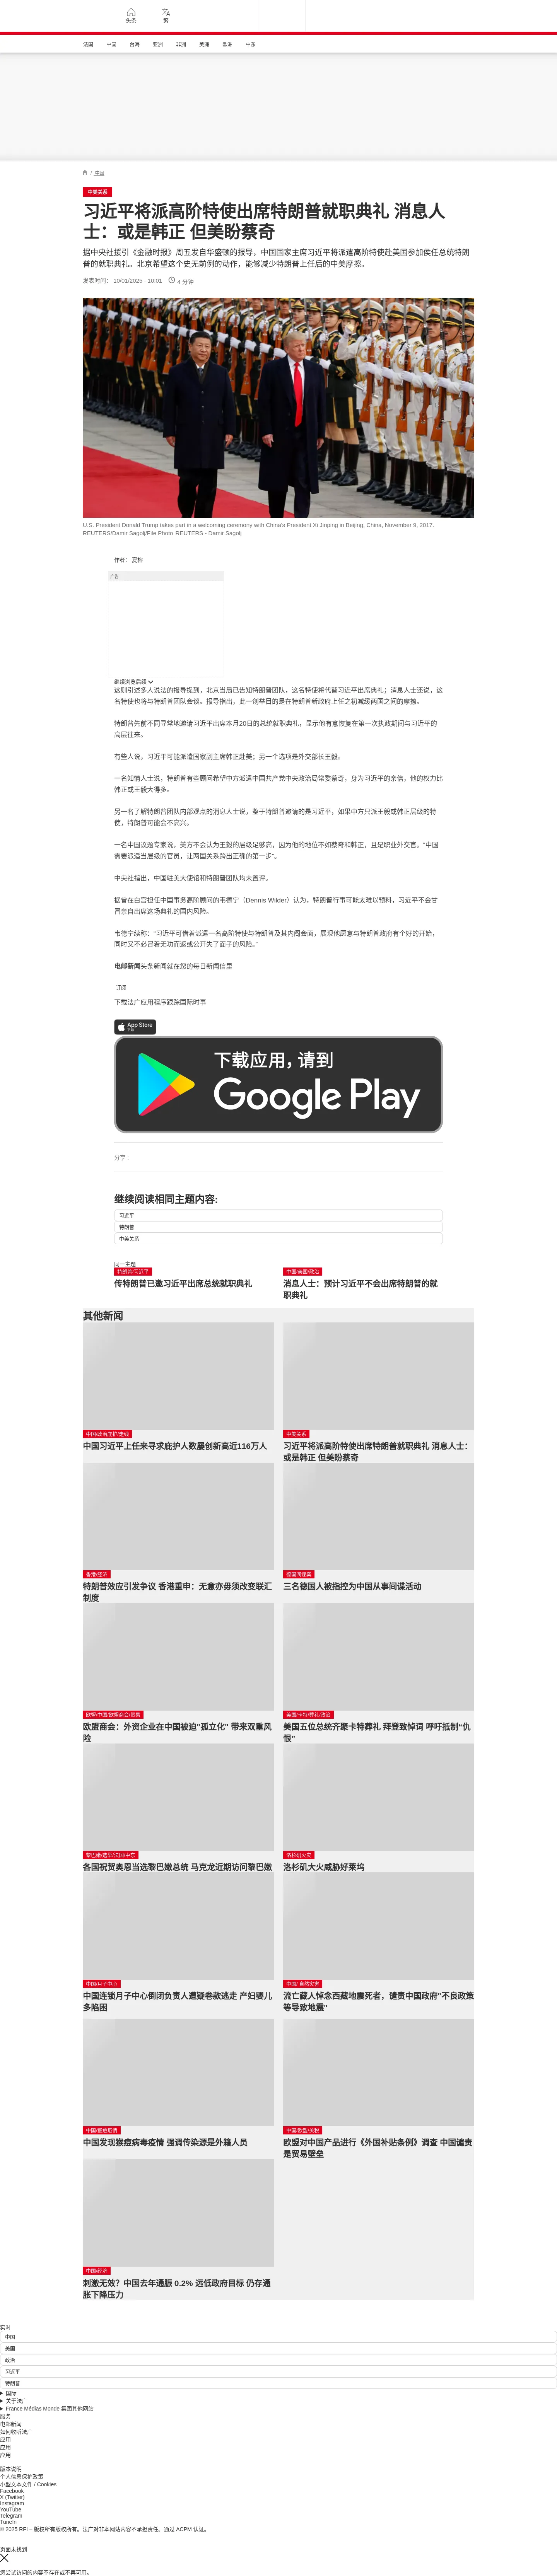 头条
繁
法国 中国 台海 亚洲 非洲 美洲 欧洲 中东
/ 中国
中美关系
习近平将派高阶特使出席特朗普就职典礼 消息人
士：或是韩正 但美盼蔡奇
据中央社援引《金融时报》周五发自华盛顿的报导，中国国家主席习近平将派遣高阶特使赴美国参加侯任总统特朗
普的就职典礼。北京希望这个史无前例的动作，能够减少特朗普上任后的中美摩擦。
发表时间： 10/01/2025 - 10:01 4 分钟
U.S. President Donald Trump takes part in a welcoming ceremony with China's President Xi Jinping in Beijing, China, November 9, 2017.
REUTERS/Damir Sagolj/File Photo REUTERS - Damir Sagolj
作者： 夏榕
广告
继续浏览后续
这则引述多人说法的报导提到，北京当局已告知特朗普团队，这名特使将代替习近平出席典礼；消息人士还说，这
名特使也将与特朗普团队会谈。报导指出，此一创举目的是在特朗普新政府上任之初减缓两国之间的摩擦。
特朗普先前不同寻常地邀请习近平出席本月20日的总统就职典礼，显示他有意恢复在第一次执政期间与习近平的
高层往来。
有些人说，习近平可能派遣国家副主席韩正赴美；另一个选项是外交部长王毅。
一名知情人士说，特朗普有些顾问希望中方派遣中国共产党中央政治局常委蔡奇，身为习近平的亲信，他的权力比
韩正或王毅大得多。
另一名了解特朗普团队内部观点的消息人士说，鉴于特朗普邀请的是习近平，如果中方只派王毅或韩正层级的特
使，特朗普可能会不高兴。
一名中国议题专家说，美方不会认为王毅的层级足够高，因为他的地位不如蔡奇和韩正，且是职业外交官。“中国
需要派适当层级的官员，让两国关系跨出正确的第一步”。
中央社指出，中国驻美大使馆和特朗普团队均未置评。
据曾在白宫担任中国事务高阶顾问的韦德宁（Dennis Wilder）认为，特朗普行事可能太难以预料，习近平不会甘
冒亲自出席这场典礼的国内风险。
韦德宁续称：“习近平可借着派遣一名高阶特使与特朗普及其内阁会面，展现他愿意与特朗普政府有个好的开始，
同时又不必冒着无功而返或公开失了面子的风险。”
电邮新闻头条新闻就在您的每日新闻信里
订阅
下载法广应用程序跟踪国际时事
App Store
下载
下载应用，请到
Google Play
分享 :
继续阅读相同主题内容:
习近平
特朗普
中美关系
同一主题
特朗普/习近平
传特朗普已邀习近平出席总统就职典礼
中国/美国/政治
消息人士：预计习近平不会出席特朗普的就
职典礼
其他新闻
中国/政治庇护/走线
中国习近平上任来寻求庇护人数屡创新高近116万人
中美关系
习近平将派高阶特使出席特朗普就职典礼 消息人士：
或是韩正 但美盼蔡奇
香港/经济
特朗普效应引发争议 香港重申：无意亦毋须改变联汇
制度
德国间谍案
三名德国人被指控为中国从事间谍活动
欧盟/中国/欧盟商会/贸易
欧盟商会：外资企业在中国被迫"孤立化" 带来双重风
险
美国/卡特/葬礼/政治
美国五位总统齐聚卡特葬礼 拜登致悼词 呼吁抵制“仇
恨”
黎巴嫩/选举/法国/中东
各国祝贺奥恩当选黎巴嫩总统 马克龙近期访问黎巴嫩
洛杉矶火灾
洛杉矶大火威胁好莱坞
中国/月子中心
中国连锁月子中心倒闭负责人遭疑卷款逃走 产妇婴儿
多陷困
中国/ 自然灾害
流亡藏人悼念西藏地震死者，谴责中国政府"不良政策
等导致地震"
中国/猴痘疫情
中国发现猴痘病毒疫情 强调传染源是外籍人员
中国/欧盟/关税
欧盟对中国产品进行《外国补贴条例》调查 中国谴责
是贸易壁垒
中国/经济
刺激无效？中国去年通胀 0.2% 远低政府目标 仍存通
胀下降压力
实时
中国
美国
政治
习近平
特朗普
国际
关于法广
France Médias Monde 集团其他网站
服务
电邮新闻
如何收听法广
应用
应用
应用
版本说明
个人信息保护政策
小型文本文件 / Cookies
Facebook
X (Twitter)
Instagram
YouTube
Telegram
TuneIn
© 2025 RFI – 版权所有版权所有。法广对非本网站内容不承担责任。通过 ACPM 认证。
页面未找到
您尝试访问的内容不存在或不再可用。